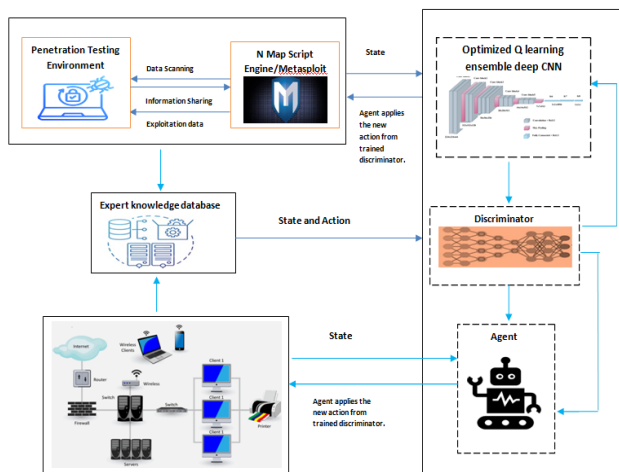 Penetration Testing
Environment
Data Scanning
Information Sharing
Exploitation data
N Map Script
Engine/Metasploit
State
Agent applies
the new action
from trained
discriminator.
Optimized Q learning
ensemble deep CNN
Expert knowledge database
State and Action
Discriminator
Internet
Wireless
Clients
Router
Wireless
Switch
Switch
Firewall
Servers
Client 1
Client 1
Client 1
Printer
State
Agent applies the
new action from
trained discriminator.
Agent